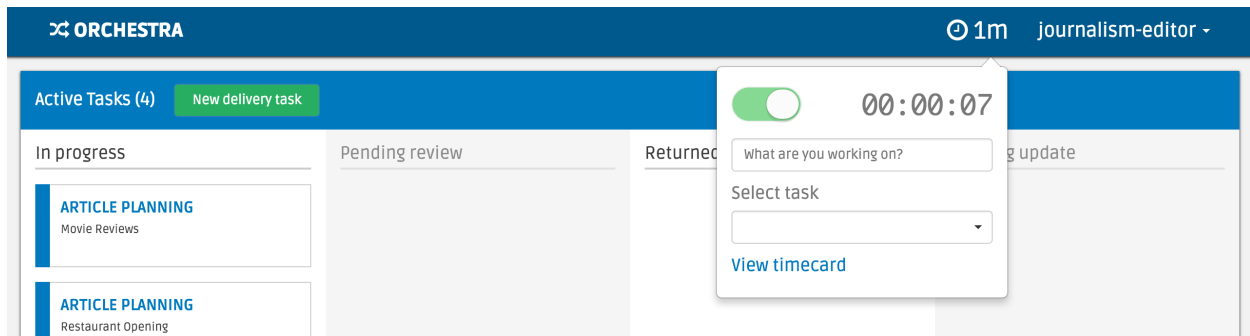 ORCHESTRA
1m
journalism-editor
Active Tasks (4)
New delivery task
00:00:07
In progress
Pending review
Returned
g update
What are you working on?
Select task
View timecard
ARTICLE PLANNING
Movie Reviews
ARTICLE PLANNING
Restaurant Opening